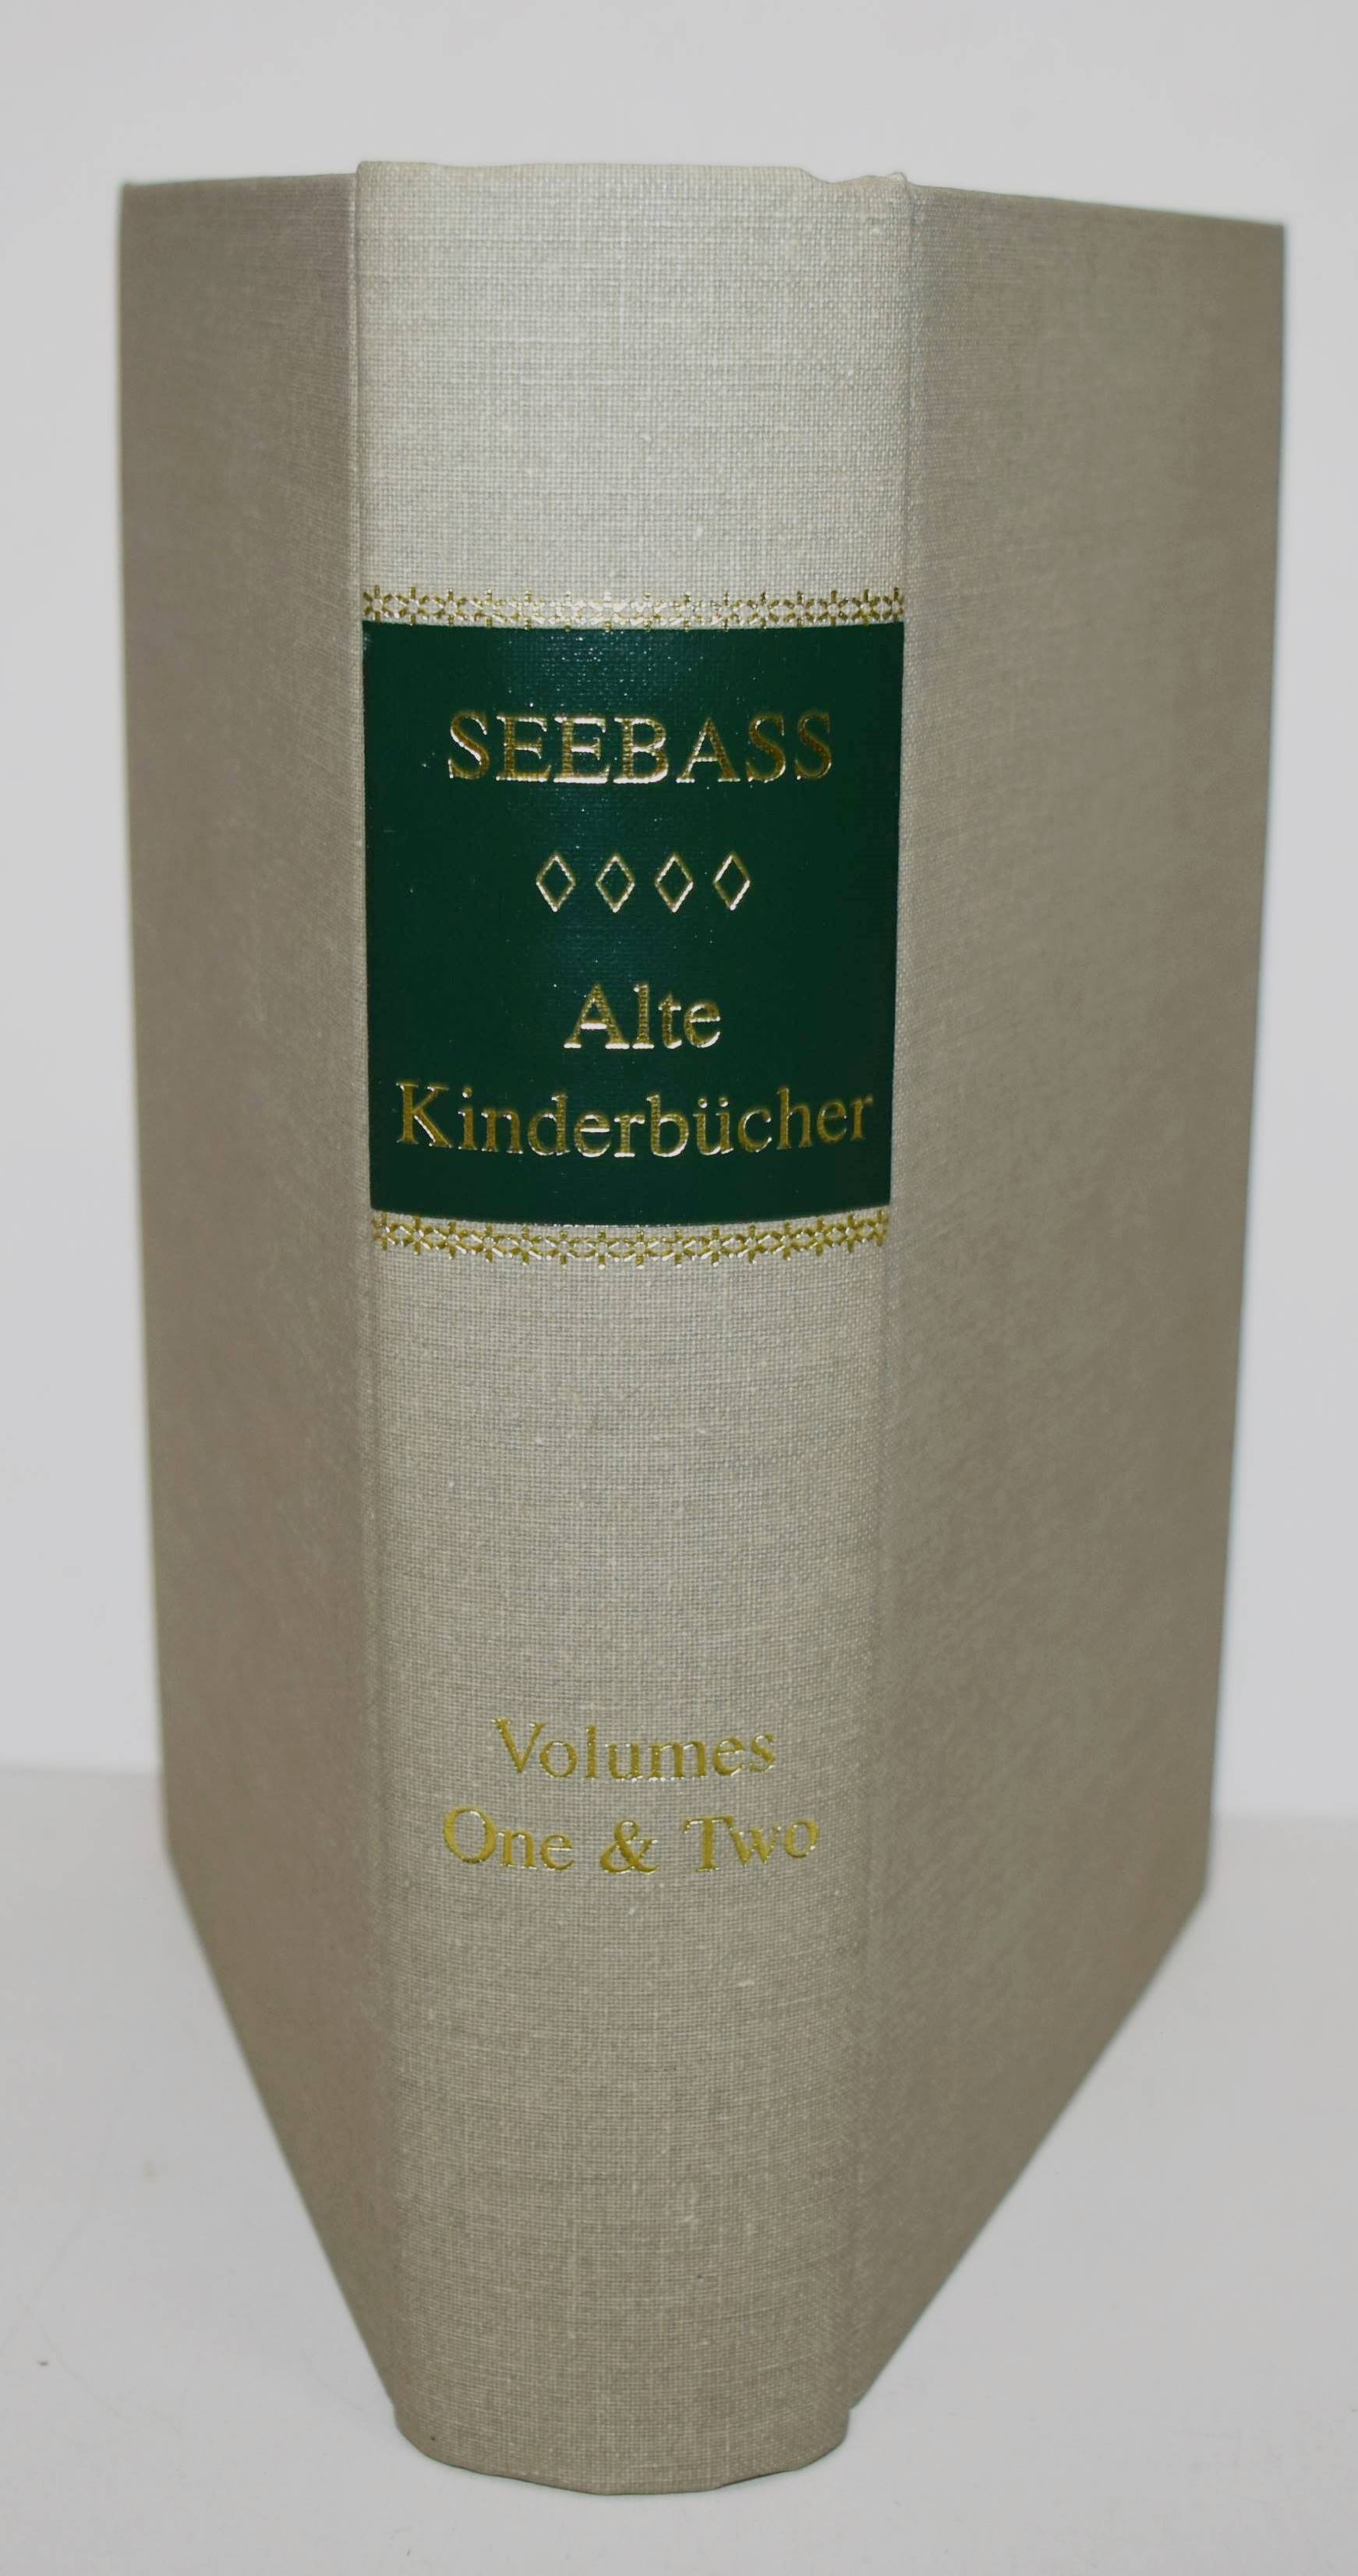 SEEBASS
◊◊◊◊
Alte
Kinderbücher
Volumes
One & Two